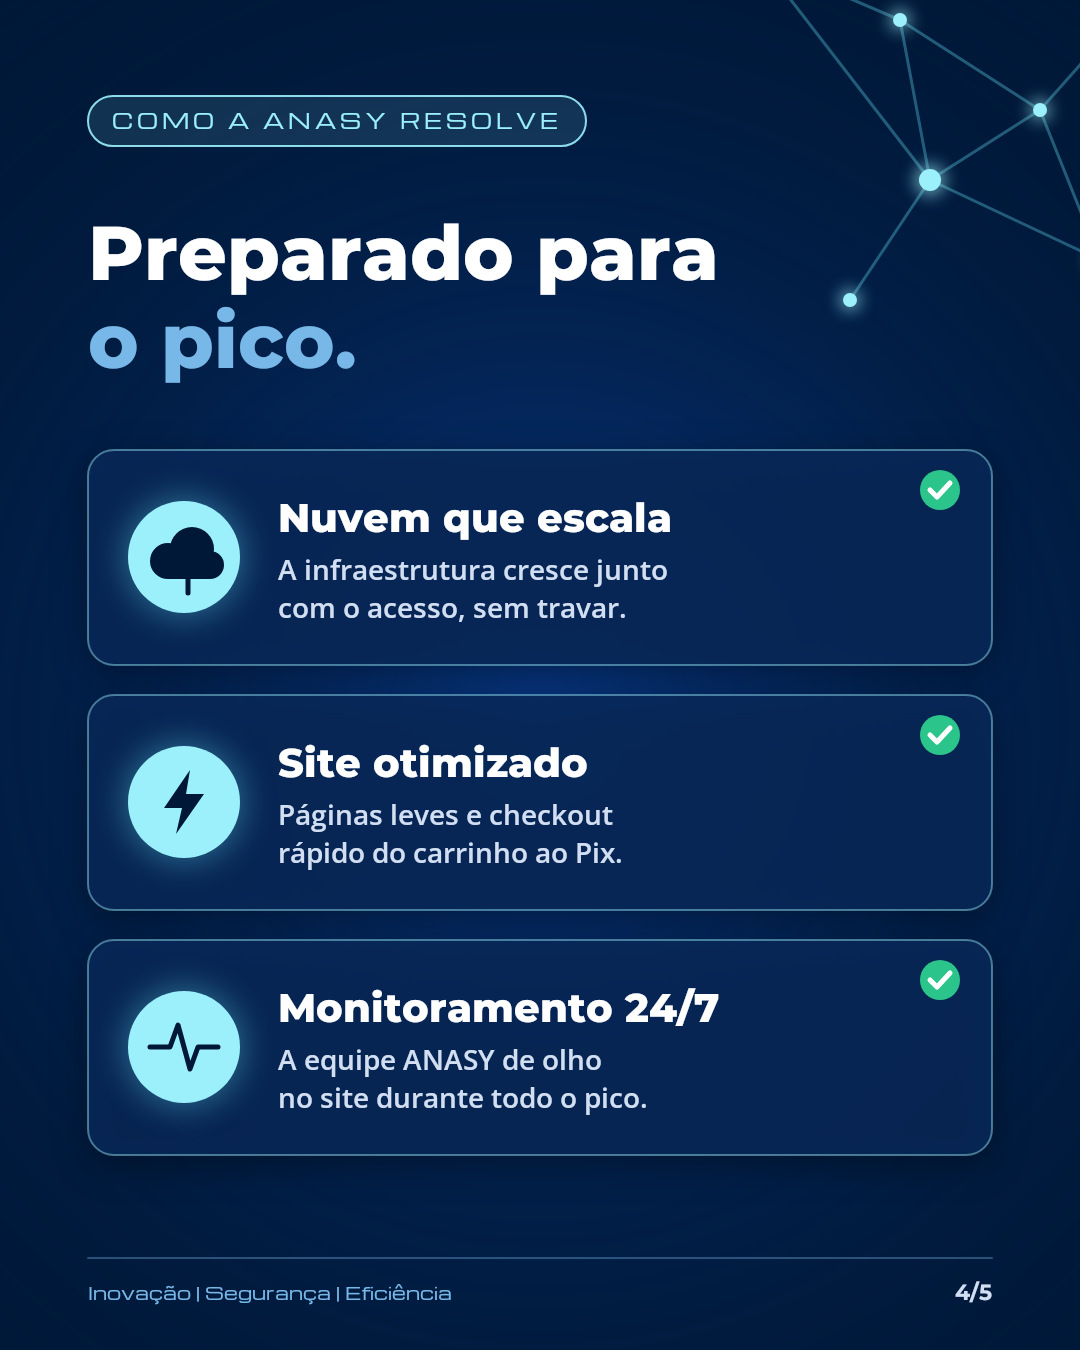 COMO A ANASY RESOLVE
Preparado para
o pico.
Nuvem que escala
A infraestrutura cresce junto
com o acesso, sem travar.
Site otimizado
Páginas leves e checkout
rápido do carrinho ao Pix.
Monitoramento 24/7
A equipe ANASY de olho
no site durante todo o pico.
Inovação | Segurança | Eficiência
4/5